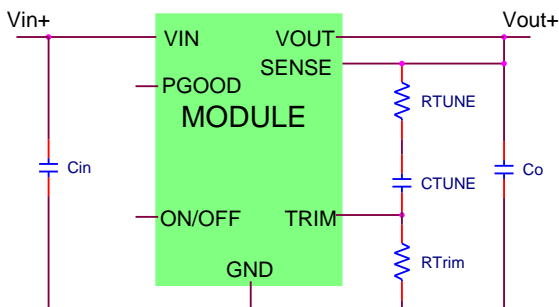 Vin+
Vout+
VIN
VOUT
SENSE
PGOOD
RTUNE
MODULE
Cin
CTUNE
Co
ON/OFF
TRIM
RTrim
GND